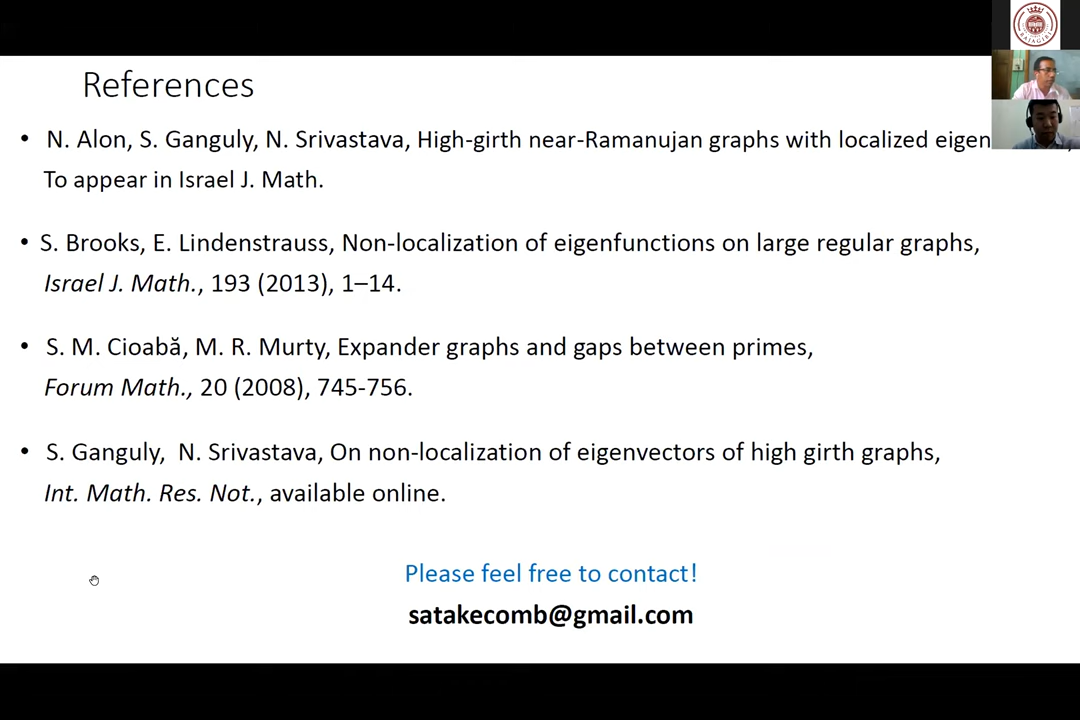 References
• N. Alon, S. Ganguly, N. Srivastava, High-girth near-Ramanujan graphs with localized
To appear in Israel J. Math.
• S. Brooks, E. Lindenstrauss, Non-localization of eigenfunctions on large regular graphs,
Israel J. Math., 193 (2013), 1–14.
• S. M. Cioabă, M. R. Murty, Expander graphs and gaps between primes,
Forum Math., 20 (2008), 745-756.
• S. Ganguly, N. Srivastava, On non-localization of eigenvectors of high girth graphs,
Int. Math. Res. Not., available online.
Please feel free to contact!
satakecomb@gmail.com
RAJAGIRI